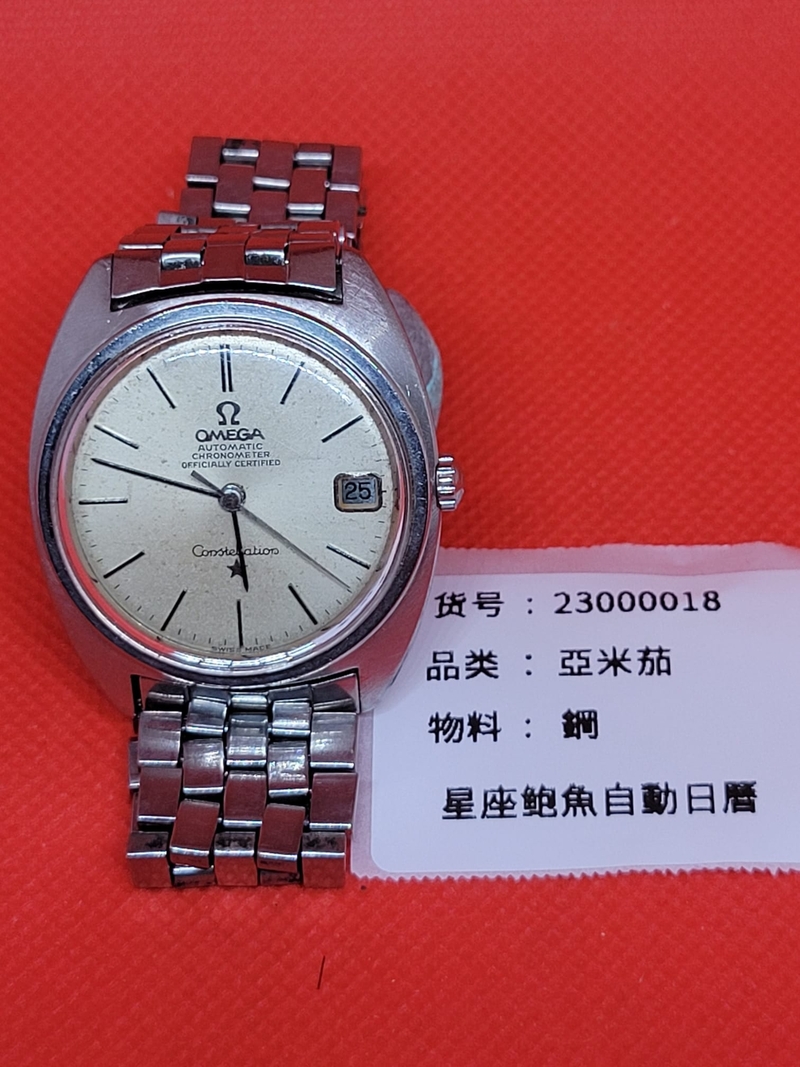 OMEGA
AUTOMATIC
CHRONOMETER
OFFICIALLY CERTIFIED
25
Constellation
SWISS MADE
货号 : 23000018
品类 : 亞米茄
物料 : 鋼
星座鮑魚自動日曆